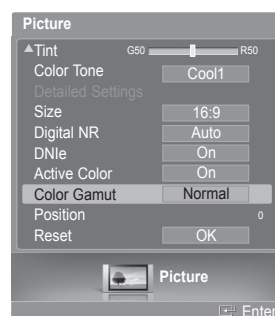 Picture
▲Tint G50 R50
Color Tone Cool1
Detailed Settings
Size 16:9
Digital NR Auto
DNIe On
Active Color On
Color Gamut Normal
Position 0
Reset OK
Picture
Enter